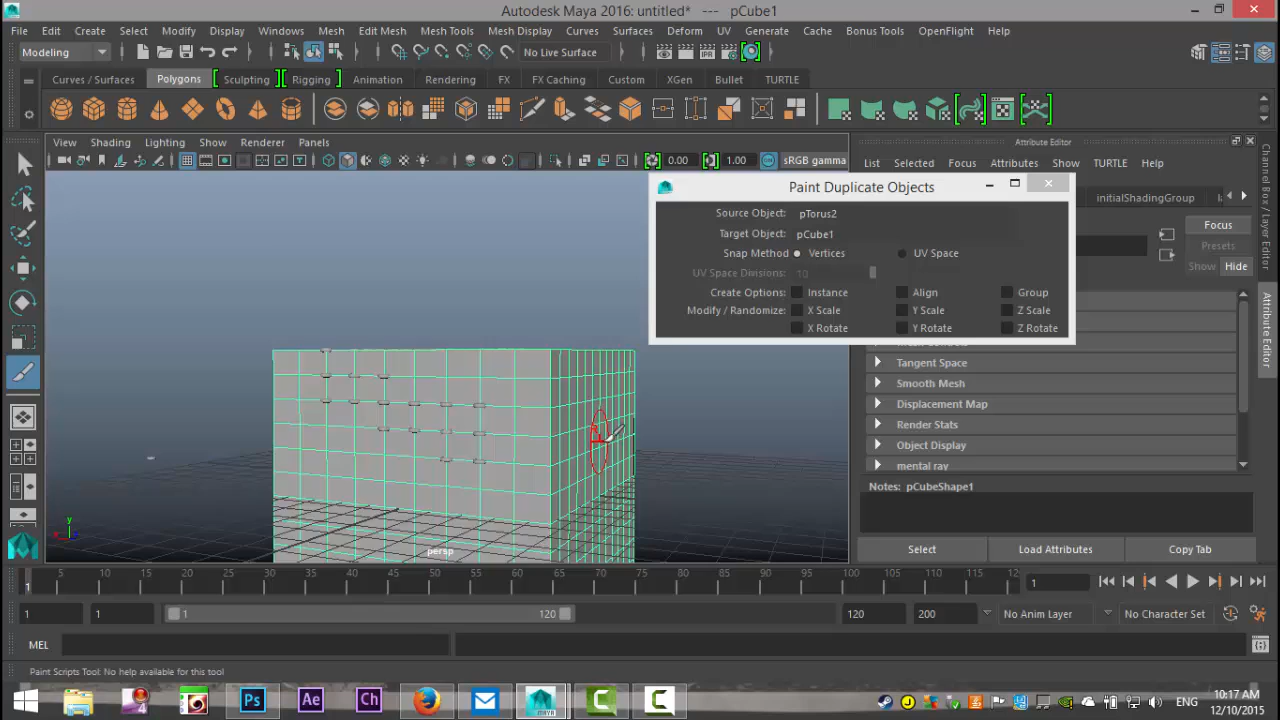 Autodesk Maya 2016: untitled* --- pCube1
File Edit Create Select Modify Display Windows Mesh Edit Mesh Mesh Tools Mesh Display Curves Surfaces Deform UV Generate Cache Bonus Tools OpenFlight Help
Modeling No Live Surface
Curves / Surfaces Polygons Sculpting Rigging Animation Rendering FX FX Caching Custom XGen Bullet TURTLE
View Shading Lighting Show Renderer Panels
0.00 1.00 sRGB gamma
Attribute Editor
List Selected Focus Attributes Show TURTLE Help
initialShadingGroup
Focus
Presets
Show Hide
Paint Duplicate Objects
Source Object: pTorus2
Target Object: pCube1
Snap Method Vertices UV Space
UV Space Divisions: 10
Create Options: Instance Align Group
Modify / Randomize: X Scale Y Scale Z Scale
X Rotate Y Rotate Z Rotate
Tangent Space
Smooth Mesh
Displacement Map
Render Stats
Object Display
mental ray
Notes: pCubeShape1
Select Load Attributes Copy Tab
Channel Box / Layer Editor
Attribute Editor
persp
y
1 5 10 15 20 25 30 35 40 45 50 55 60 65 70 75 80 85 90 95 100 105 110 115 12 1
1 1 1 120 120 200 No Anim Layer No Character Set
MEL
Paint Scripts Tool: No help available for this tool
Ps Ae Ch MAYA C C ENG 10:17 AM
12/10/2015